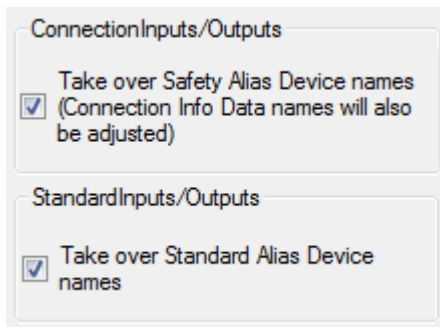 ConnectionInputs/Outputs
Take over Safety Alias Device names
(Connection Info Data names will also
be adjusted)
StandardInputs/Outputs
Take over Standard Alias Device
names